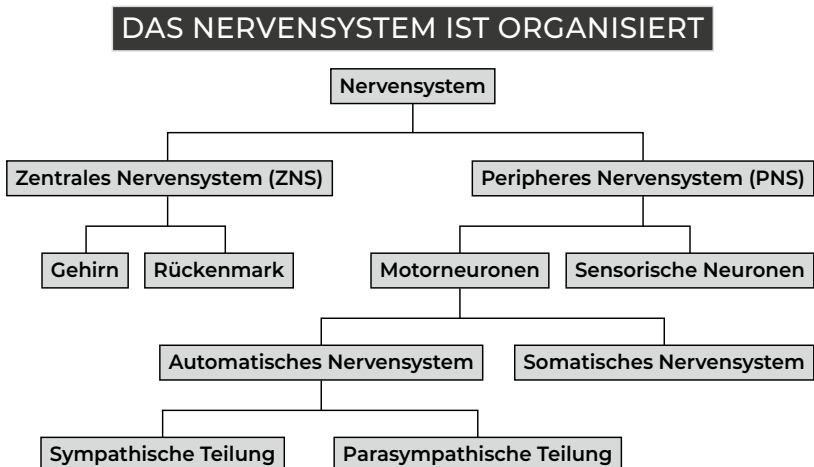 DAS NERVENSYSTEM IST ORGANISIERT
Nervensystem
Zentrales Nervensystem (ZNS)
Peripheres Nervensystem (PNS)
Gehirn
Rückenmark
Motorneuronen
Sensorische Neuronen
Automatisches Nervensystem
Somatisches Nervensystem
Sympathische Teilung
Parasympathische Teilung